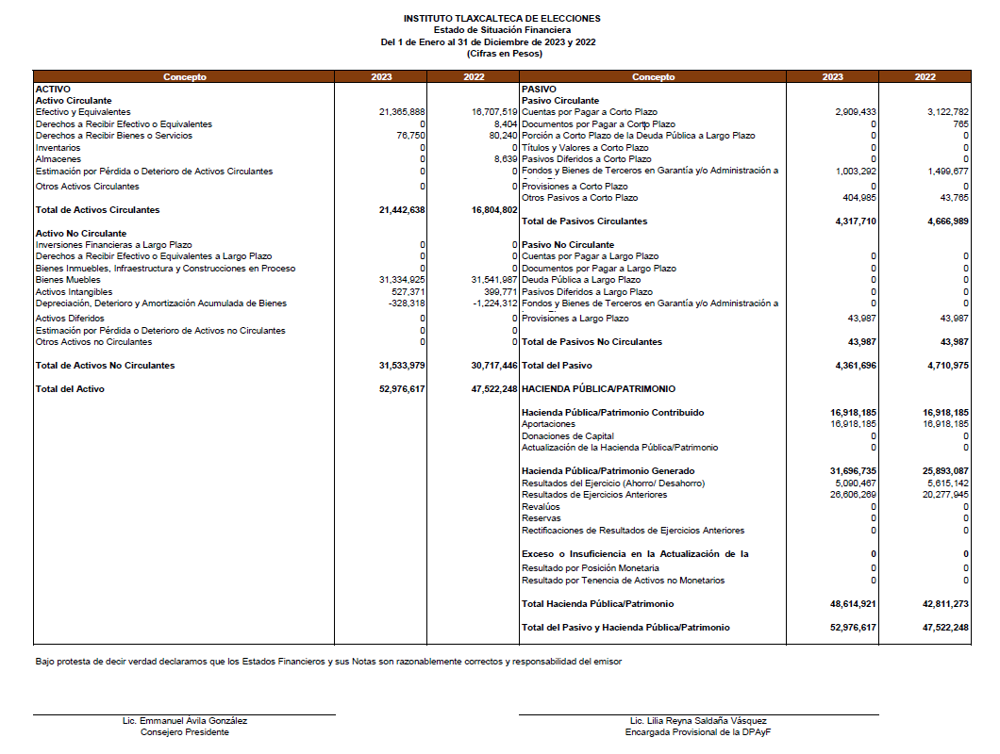 INSTITUTO TLAXCALTECA DE ELECCIONES
Estado de Situación Financiera
Del 1 de Enero al 31 de Diciembre de 2023 y 2022
(Cifras en Pesos)
Concepto 2023 2022 Concepto 2023 2022
ACTIVO PASIVO
Activo Circulante Pasivo Circulante
Efectivo y Equivalentes 21,365,888 16,707,519 Cuentas por Pagar a Corto Plazo 2,909,433 3,122,782
Derechos a Recibir Efectivo o Equivalentes 0 8,404 Documentos por Pagar a Corto Plazo 0 765
Derechos a Recibir Bienes o Servicios 76,750 80,240 Porción a Corto Plazo de la Deuda Pública a Largo Plazo 0 0
Inventarios 0 0 Títulos y Valores a Corto Plazo 0 0
Almacenes 0 8,639 Pasivos Diferidos a Corto Plazo 0 0
Estimación por Pérdida o Deterioro de Activos Circulantes 0 0 Fondos y Bienes de Terceros en Garantía y/o Administración a 1,003,292 1,499,677
Otros Activos Circulantes 0 0 Provisiones a Corto Plazo 0 0
Otros Pasivos a Corto Plazo 404,985 43,765
Total de Activos Circulantes 21,442,638 16,804,802
Total de Pasivos Circulantes 4,317,710 4,666,989
Activo No Circulante
Inversiones Financieras a Largo Plazo 0 0 Pasivo No Circulante
Derechos a Recibir Efectivo o Equivalentes a Largo Plazo 0 0 Cuentas por Pagar a Largo Plazo 0 0
Bienes Inmuebles, Infraestructura y Construcciones en Proceso 0 0 Documentos por Pagar a Largo Plazo 0 0
Bienes Muebles 31,334,925 31,541,987 Deuda Pública a Largo Plazo 0 0
Activos Intangibles 527,371 399,771 Pasivos Diferidos a Largo Plazo 0 0
Depreciación, Deterioro y Amortización Acumulada de Bienes -328,318 -1,224,312 Fondos y Bienes de Terceros en Garantía y/o Administración a 0 0
Activos Diferidos 0 0 Provisiones a Largo Plazo 43,987 43,987
Estimación por Pérdida o Deterioro de Activos no Circulantes 0 0
Otros Activos no Circulantes 0 0 Total de Pasivos No Circulantes 43,987 43,987
Total de Activos No Circulantes 31,533,979 30,717,446 Total del Pasivo 4,361,696 4,710,975
Total del Activo 52,976,617 47,522,248 HACIENDA PÚBLICA/PATRIMONIO
Hacienda Pública/Patrimonio Contribuido 16,918,185 16,918,185
Aportaciones 16,918,185 16,918,185
Donaciones de Capital 0 0
Actualización de la Hacienda Pública/Patrimonio 0 0
Hacienda Pública/Patrimonio Generado 31,696,735 25,893,087
Resultados del Ejercicio (Ahorro/ Desahorro) 5,090,467 5,615,142
Resultados de Ejercicios Anteriores 26,606,269 20,277,945
Revalúos 0 0
Reservas 0 0
Rectificaciones de Resultados de Ejercicios Anteriores 0 0
Exceso o Insuficiencia en la Actualización de la 0 0
Resultado por Posición Monetaria 0 0
Resultado por Tenencia de Activos no Monetarios 0 0
Total Hacienda Pública/Patrimonio 48,614,921 42,811,273
Total del Pasivo y Hacienda Pública/Patrimonio 52,976,617 47,522,248
Bajo protesta de decir verdad declaramos que los Estados Financieros y sus Notas son razonablemente correctos y responsabilidad del emisor
Lic. Emmanuel Ávila González Lic. Lilia Reyna Saldaña Vásquez
Consejero Presidente Encargada Provisional de la DPAyF